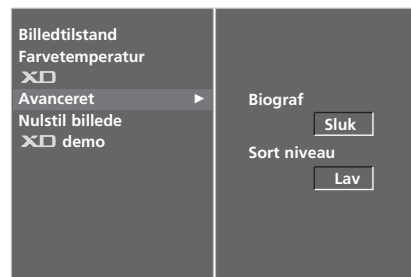 Billedtilstand
Farvetemperatur
XD
Avanceret ►
Nulstil billede
XD demo
Biograf
Sluk
Sort niveau
Lav